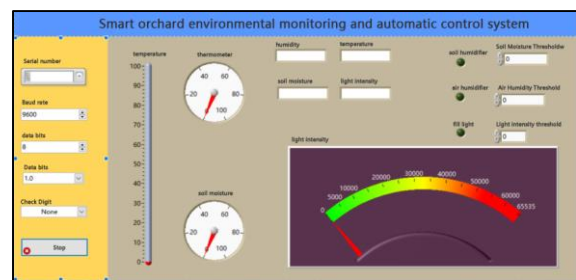 Smart orchard environmental monitoring and automatic control system
Serial number
Baud rate
9600
data bits
8
Data bits
1.0
Check Digit
None
Stop
temperature
100
90
80
70
60
50
40
30
20
10
0
thermometer
0
20
40
60
80
100
soil moisture
0
20
40
60
80
100
humidity
temperature
soil moisture
light intensity
soil humidifier
Soil Moisture Thresholdw
0
air humidifier
Air Humidity Threshold
0
fill light
Light intensity threshold
0
light intensity
0
5000
10000
20000
30000
40000
50000
60000
65535